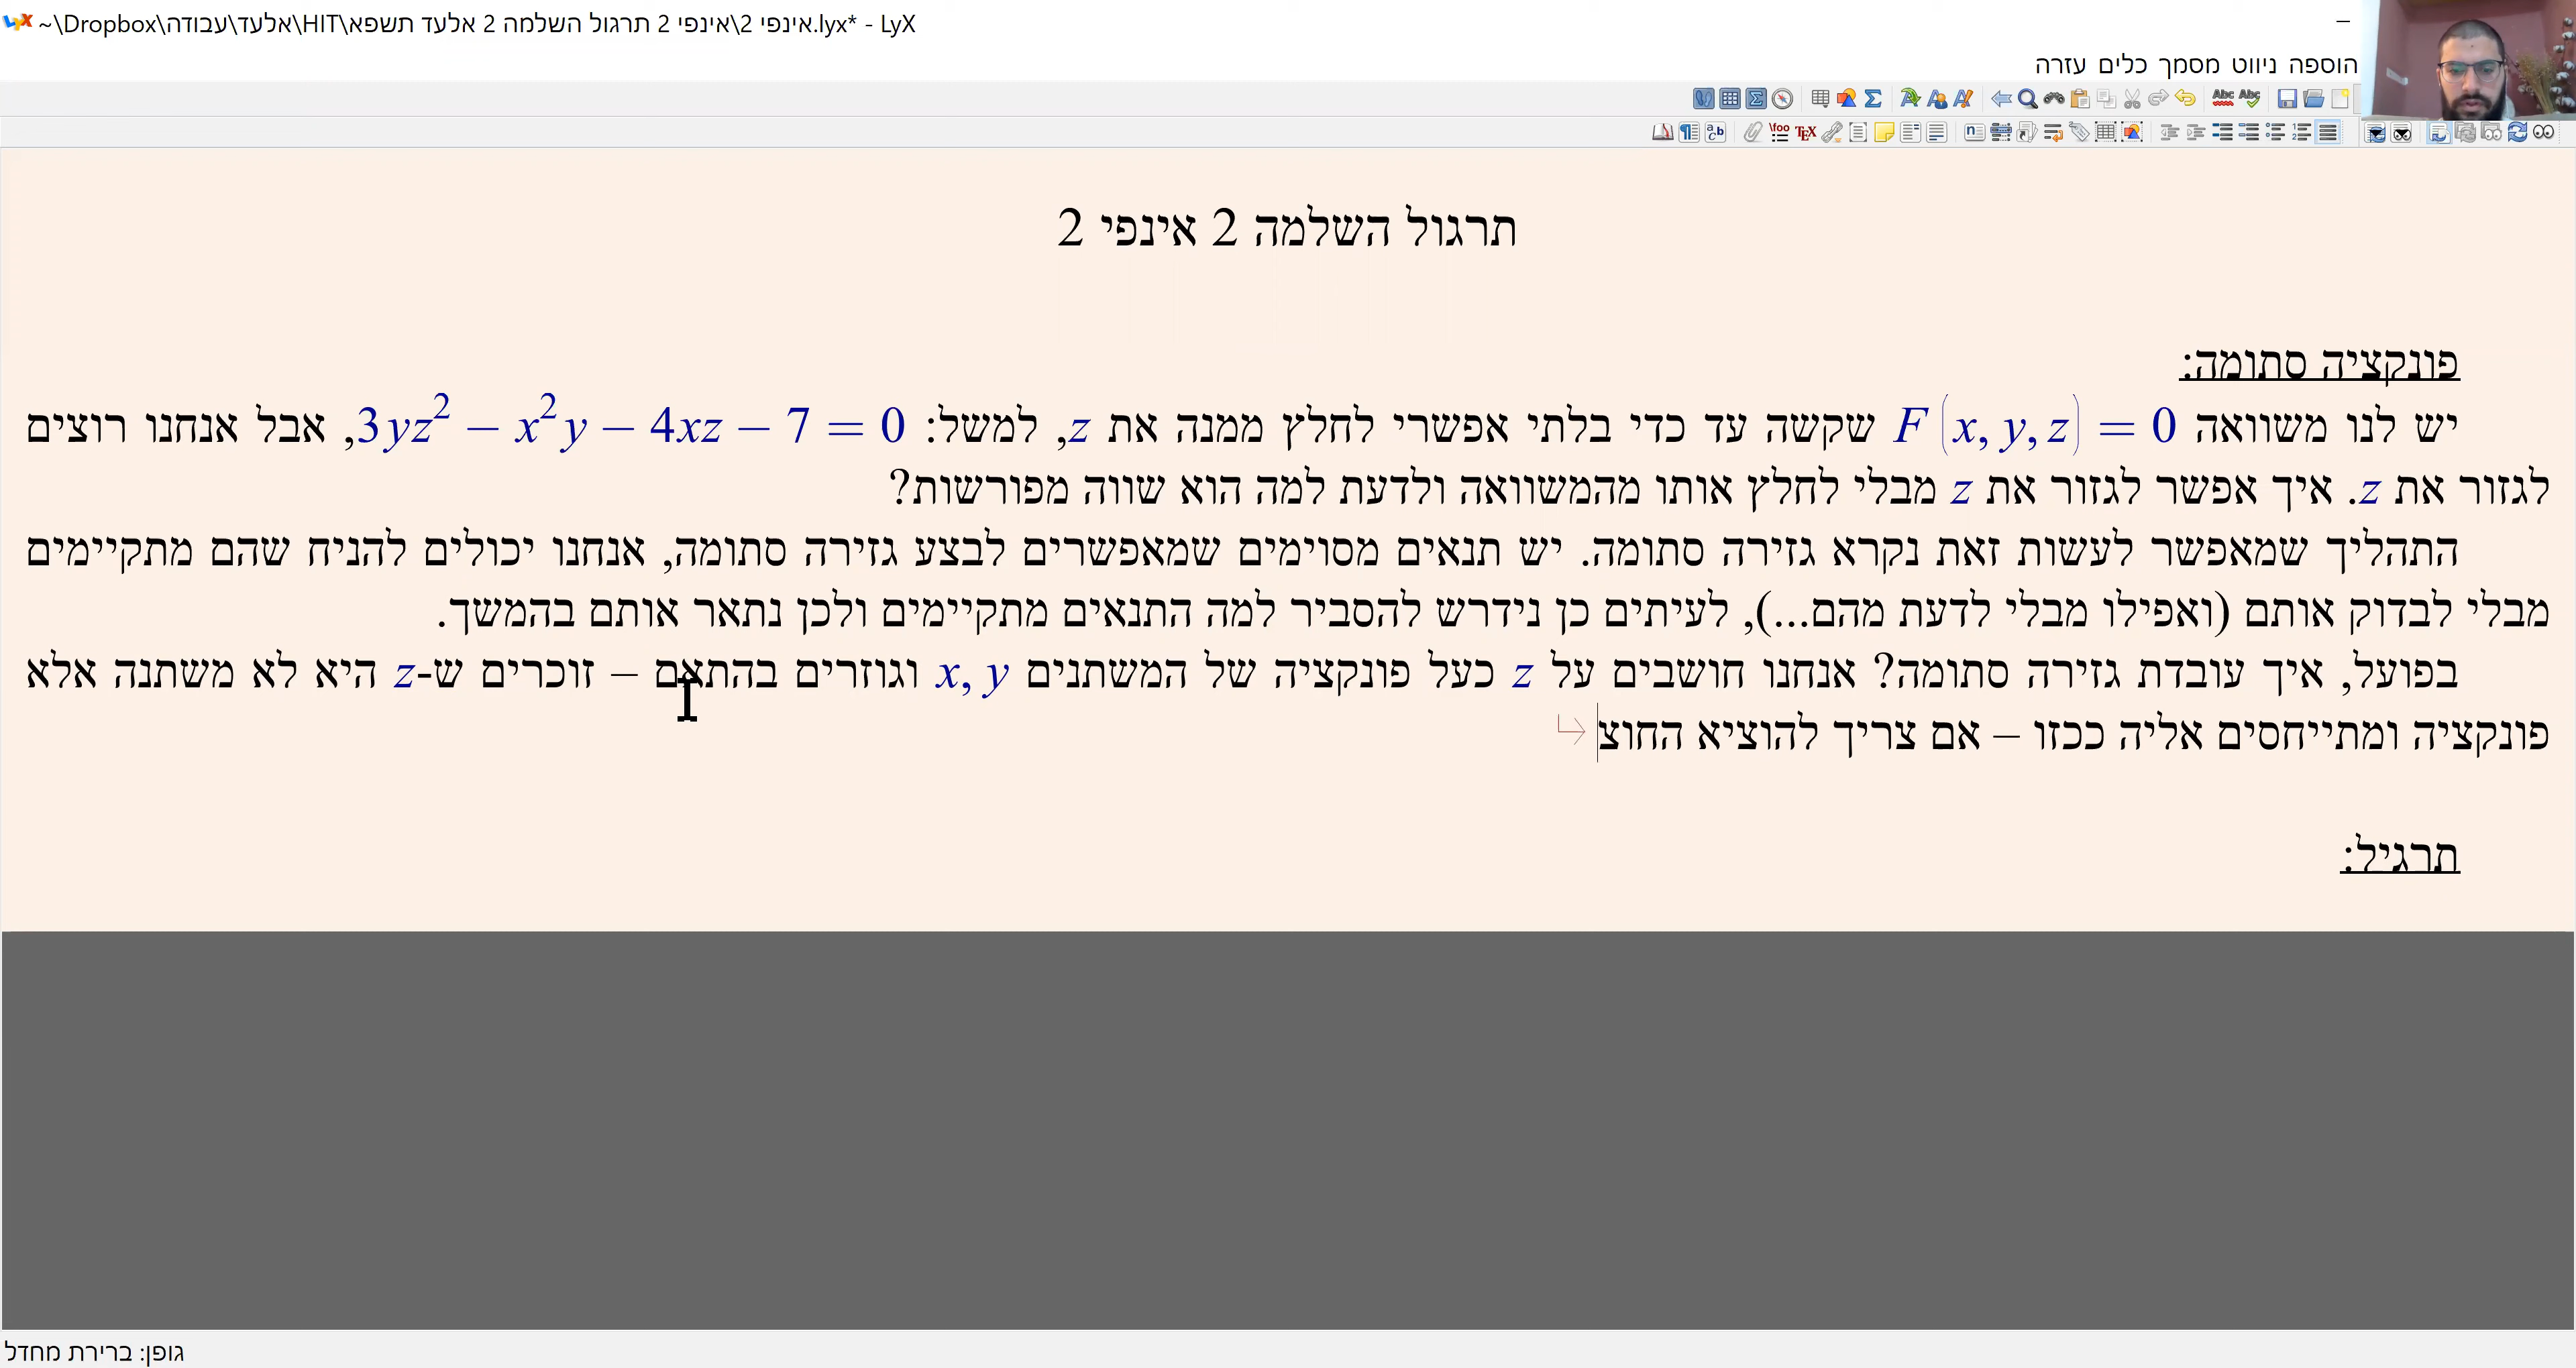 ~\Dropbox\אינפי 2\אינפי 2 תרגול השלמה 2 אלעד תשפא\HIT\אלעד\עבודה.lyx* - LyX
הוספה ניווט מסמך כלים עזרה
תרגול השלמה 2 אינפי 2
פונקציה סתומה:
יש לנו משוואה F(x, y, z) = 0 שקשה עד כדי בלתי אפשרי לחלץ ממנה את z, למשל: 3yz² − x²y − 4xz − 7 = 0, אבל אנחנו רוצים
לגזור את z. איך אפשר לגזור את z מבלי לחלץ אותו מהמשוואה ולדעת למה הוא שווה מפורשות?
התהליך שמאפשר לעשות זאת נקרא גזירה סתומה. יש תנאים מסוימים שמאפשרים לבצע גזירה סתומה, אנחנו יכולים להניח שהם מתקיימים
מבלי לבדוק אותם (ואפילו מבלי לדעת מהם...), לעיתים כן נידרש להסביר למה התנאים מתקיימים ולכן נתאר אותם בהמשך.
בפועל, איך עובדת גזירה סתומה? אנחנו חושבים על z כעל פונקציה של המשתנים x, y וגוזרים בהתאם – זוכרים ש-z היא לא משתנה אלא
פונקציה ומתייחסים אליה ככזו – אם צריך להוציא החוצ
תרגיל:
גופן: ברירת מחדל